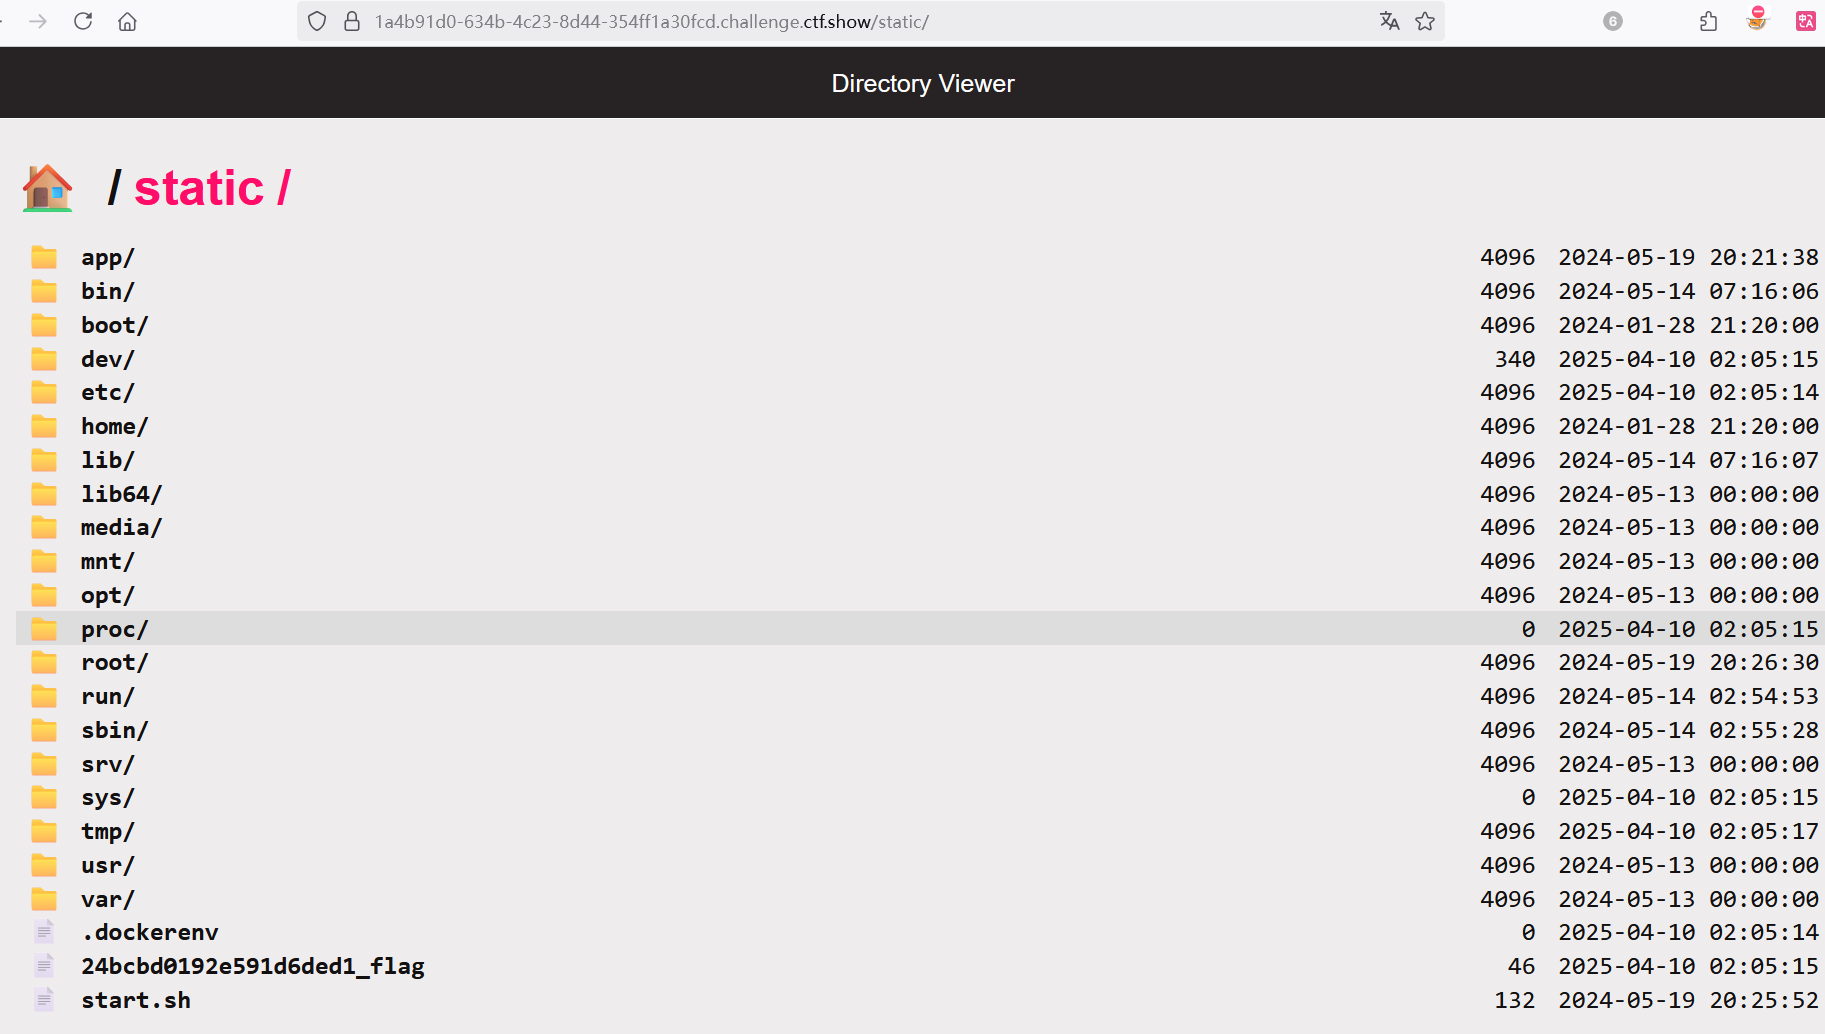 1a4b91d0-634b-4c23-8d44-354ff1a30fcd.challenge.ctf.show/static/
6
Directory Viewer
/ static /
app/ 4096 2024-05-19 20:21:38
bin/ 4096 2024-05-14 07:16:06
boot/ 4096 2024-01-28 21:20:00
dev/ 340 2025-04-10 02:05:15
etc/ 4096 2025-04-10 02:05:14
home/ 4096 2024-01-28 21:20:00
lib/ 4096 2024-05-14 07:16:07
lib64/ 4096 2024-05-13 00:00:00
media/ 4096 2024-05-13 00:00:00
mnt/ 4096 2024-05-13 00:00:00
opt/ 4096 2024-05-13 00:00:00
proc/ 0 2025-04-10 02:05:15
root/ 4096 2024-05-19 20:26:30
run/ 4096 2024-05-14 02:54:53
sbin/ 4096 2024-05-14 02:55:28
srv/ 4096 2024-05-13 00:00:00
sys/ 0 2025-04-10 02:05:15
tmp/ 4096 2025-04-10 02:05:17
usr/ 4096 2024-05-13 00:00:00
var/ 4096 2024-05-13 00:00:00
.dockerenv 0 2025-04-10 02:05:14
24bcbd0192e591d6ded1_flag 46 2025-04-10 02:05:15
start.sh 132 2024-05-19 20:25:52